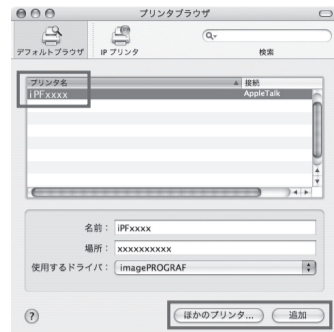 プリンタブラウザ
デフォルトブラウザ
IP プリンタ
検索
プリンタ名
接続
iPFxxxx
AppleTalk
名前： iPFxxxx
場所： xxxxxxxxxx
使用するドライバ： imagePROGRAF
?
ほかのプリンタ...
追加